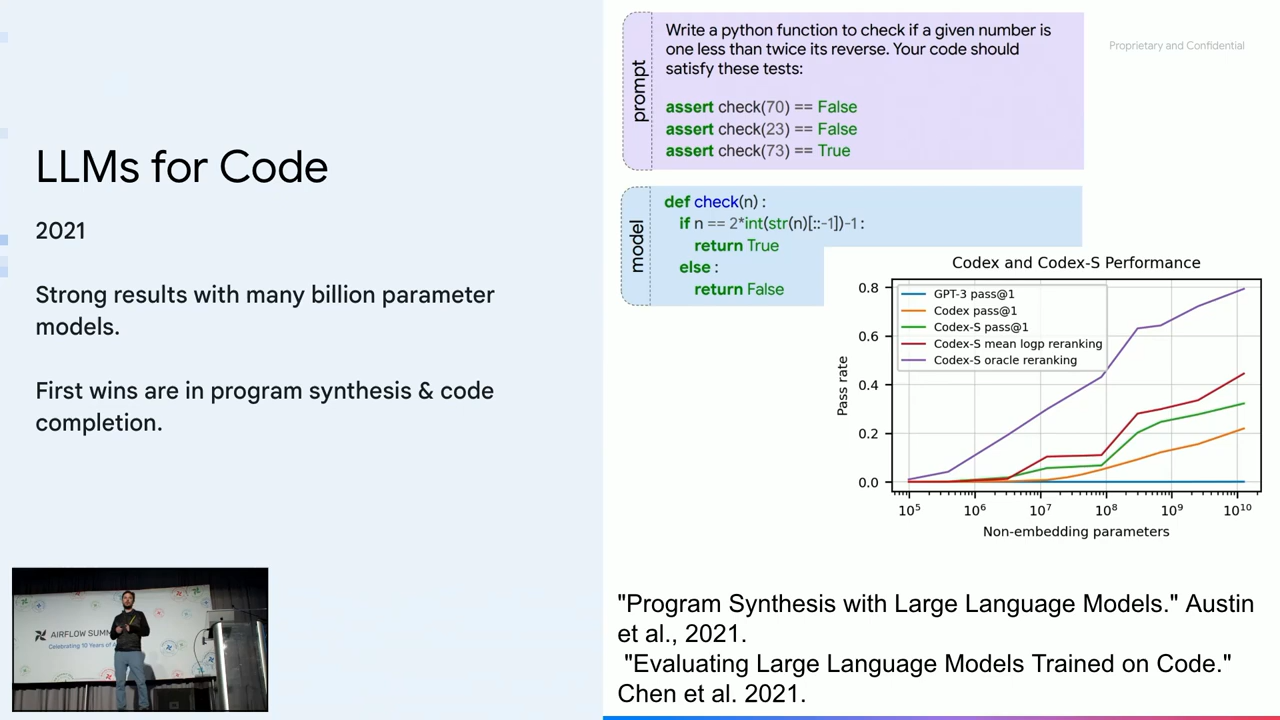 LLMs for Code
2021
Strong results with many billion parameter
models.
First wins are in program synthesis & code
completion.
AIRFLOW SUMM
Celebrating 10 Years of
prompt
Write a python function to check if a given number is
one less than twice its reverse. Your code should
satisfy these tests:
assert check(70) == False
assert check(23) == False
assert check(73) == True
Proprietary and Confidential
model
def check(n) :
if n == 2*int(str(n)[::-1])-1 :
return True
else :
return False
Codex and Codex-S Performance
GPT-3 pass@1
Codex pass@1
Codex-S pass@1
Codex-S mean logp reranking
Codex-S oracle reranking
Pass rate
0.8
0.6
0.4
0.2
0.0
10⁵ 10⁶ 10⁷ 10⁸ 10⁹ 10¹⁰
Non-embedding parameters
"Program Synthesis with Large Language Models." Austin
et al., 2021.
"Evaluating Large Language Models Trained on Code."
Chen et al. 2021.